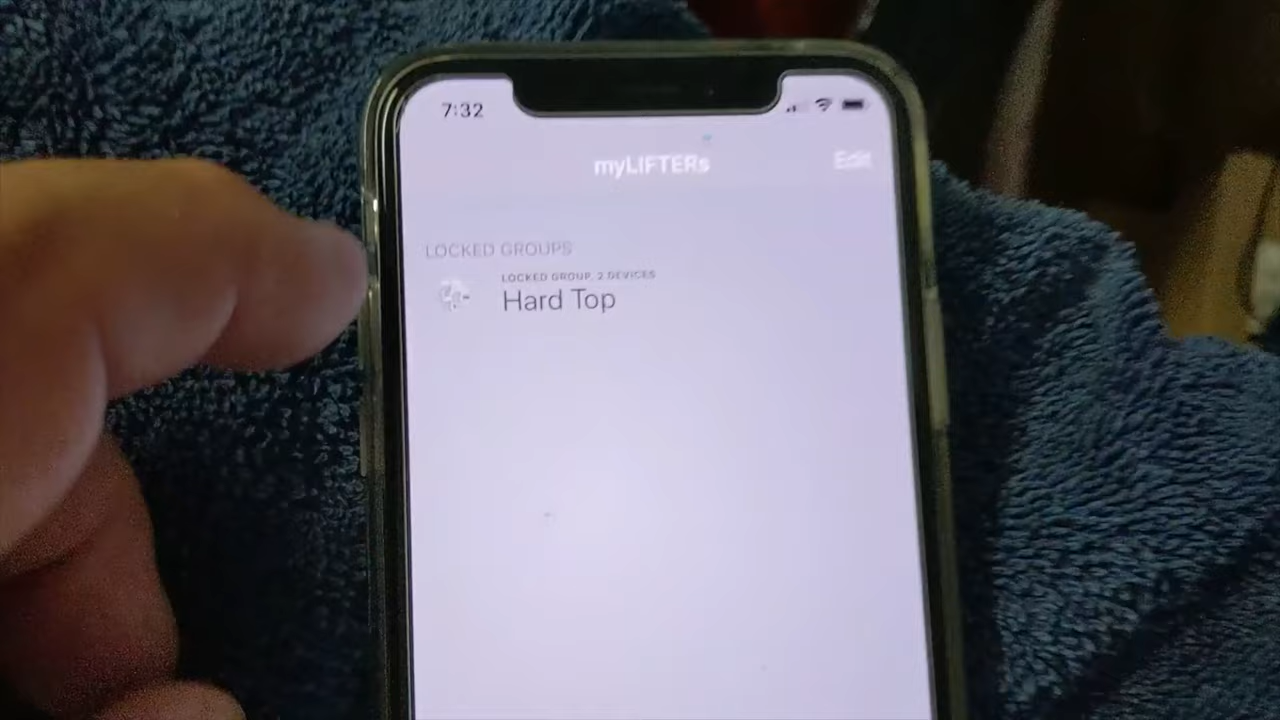 7:32
myLIFTERs
Edit
LOCKED GROUPS
LOCKED GROUP, 2 DEVICES
Hard Top